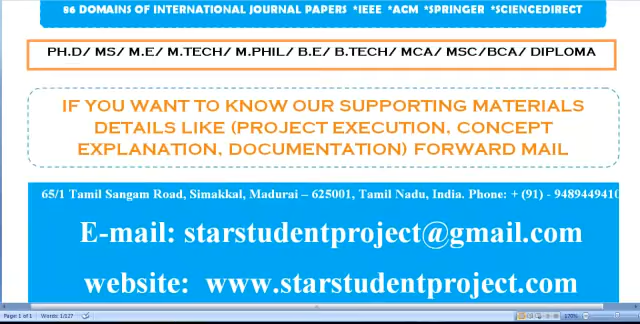 86 DOMAINS OF INTERNATIONAL JOURNAL PAPERS *IEEE *ACM *SPRINGER *SCIENCEDIRECT
PH.D/ MS/ M.E/ M.TECH/ M.PHIL/ B.E/ B.TECH/ MCA/ MSC/BCA/ DIPLOMA
IF YOU WANT TO KNOW OUR SUPPORTING MATERIALS
DETAILS LIKE (PROJECT EXECUTION, CONCEPT
EXPLANATION, DOCUMENTATION) FORWARD MAIL
65/1 Tamil Sangam Road, Simakkal, Madurai – 625001, Tamil Nadu, India. Phone: + (91) - 9489449410
E-mail: starstudentproject@gmail.com
website: www.starstudentproject.com
Page: 1 of 1 Words: 1/127 170%